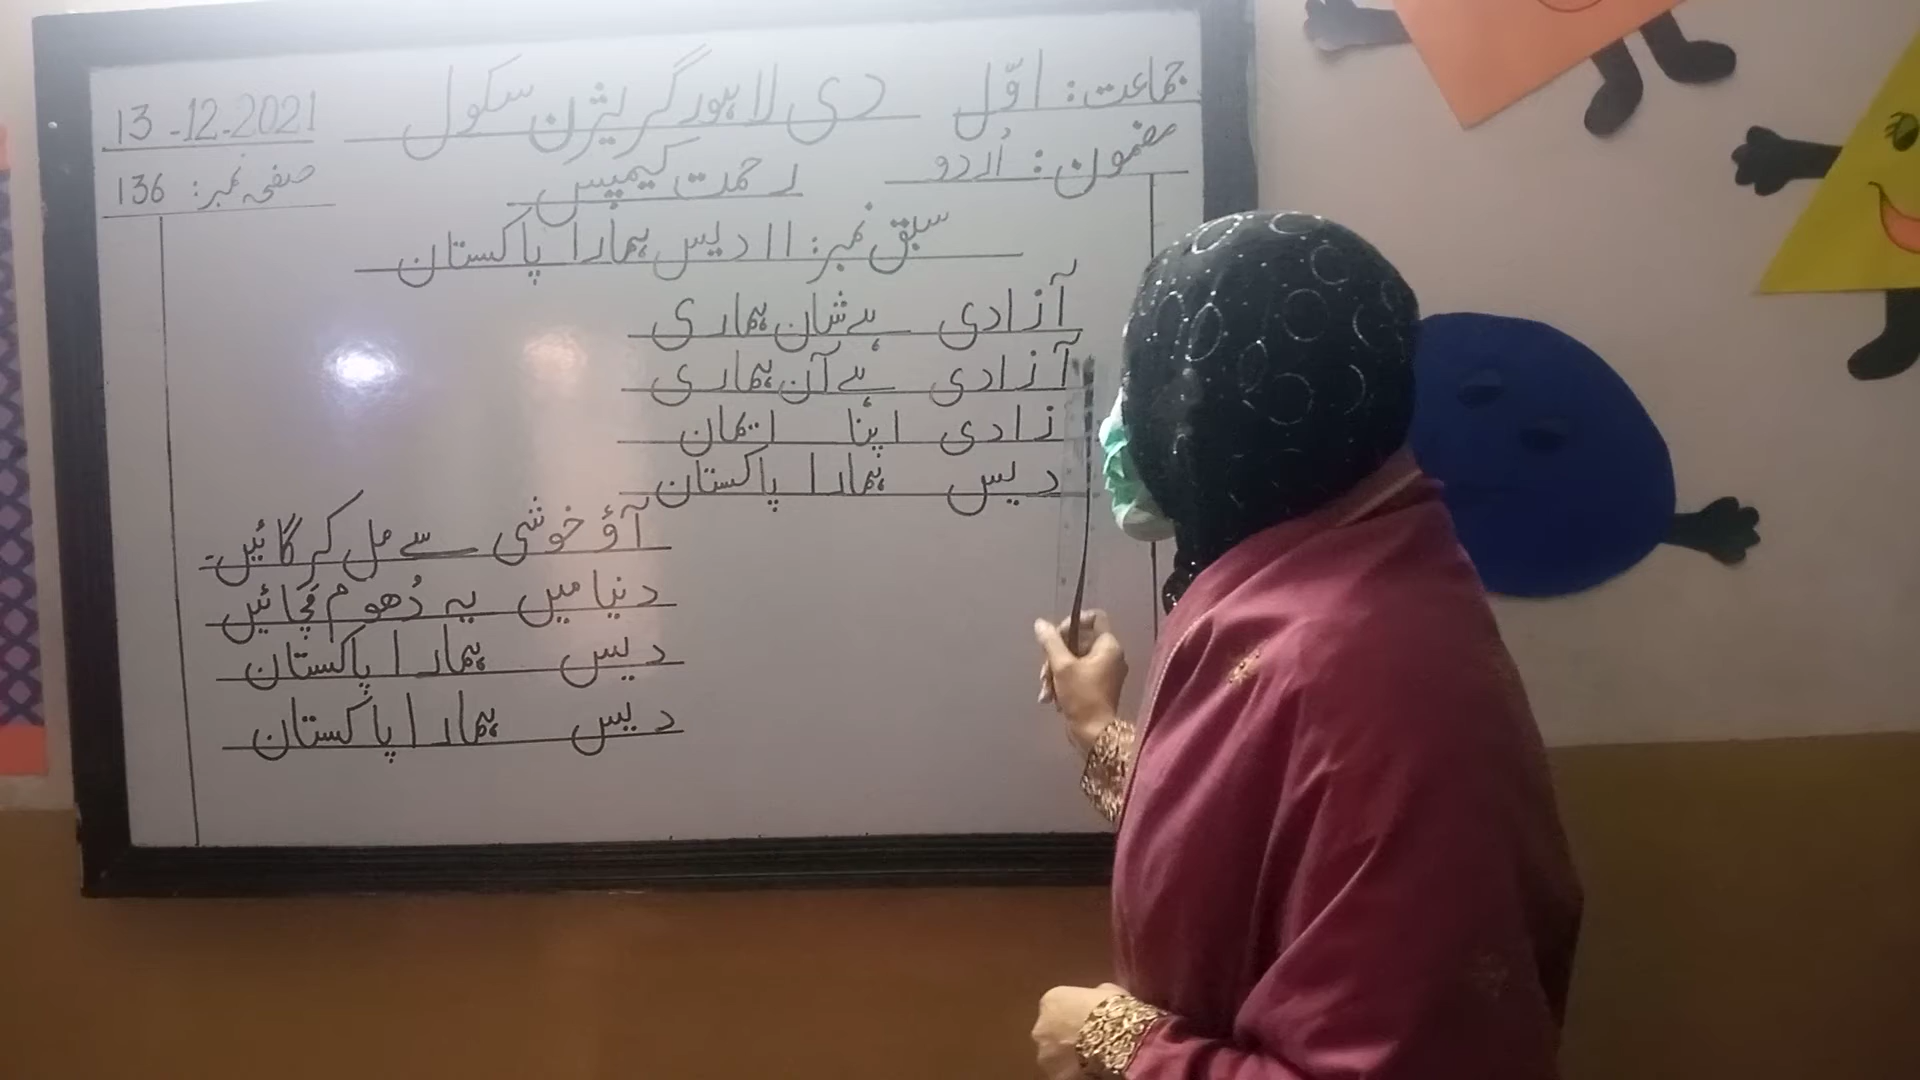 جماعت: اوّل دی لاہور گریژن سکول 13-12-2021
مضمون: اُردو رحمت کیمپس صفحہ نمبر: 136
سبق نمبر: 11 دیس ہمارا پاکستان
آزادی ہے شان ہماری
آزادی ہے آن ہماری
زادی اپنا ایمان
دیس ہمارا پاکستان
آؤ خوشی سے مل کر گائیں۔
دنیا میں یہ دُھوم مچائیں
دیس ہمارا پاکستان
دیس ہمارا پاکستان